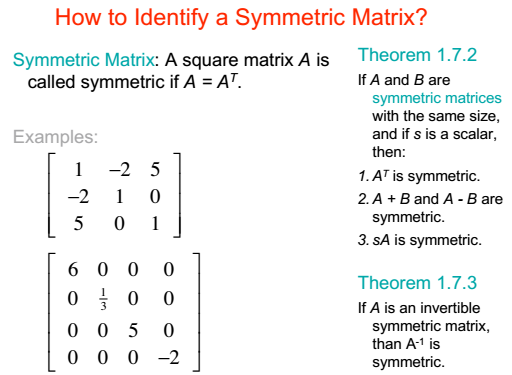 How to Identify a Symmetric Matrix?
Symmetric Matrix: A square matrix A is
called symmetric if A = Aᵀ.
Examples:
1 −2 5
−2 1 0
5 0 1
6 0 0 0
0 1/3 0 0
0 0 5 0
0 0 0 −2
Theorem 1.7.2
If A and B are
symmetric matrices
with the same size,
and if s is a scalar,
then:
1. Aᵀ is symmetric.
2. A + B and A - B are
symmetric.
3. sA is symmetric.
Theorem 1.7.3
If A is an invertible
symmetric matrix,
than A⁻¹ is
symmetric.